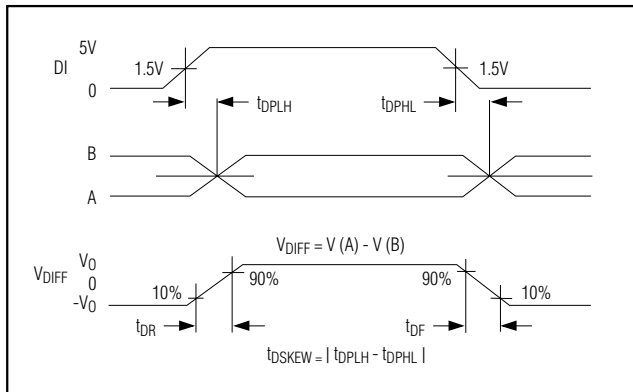 5V
DI
1.5V
1.5V
0
tDPLH
tDPHL
B
A
VDIFF = V (A) - V (B)
VO
VDIFF
0
90%
90%
10%
10%
-VO
tDR
tDF
tDSKEW = | tDPLH - tDPHL |